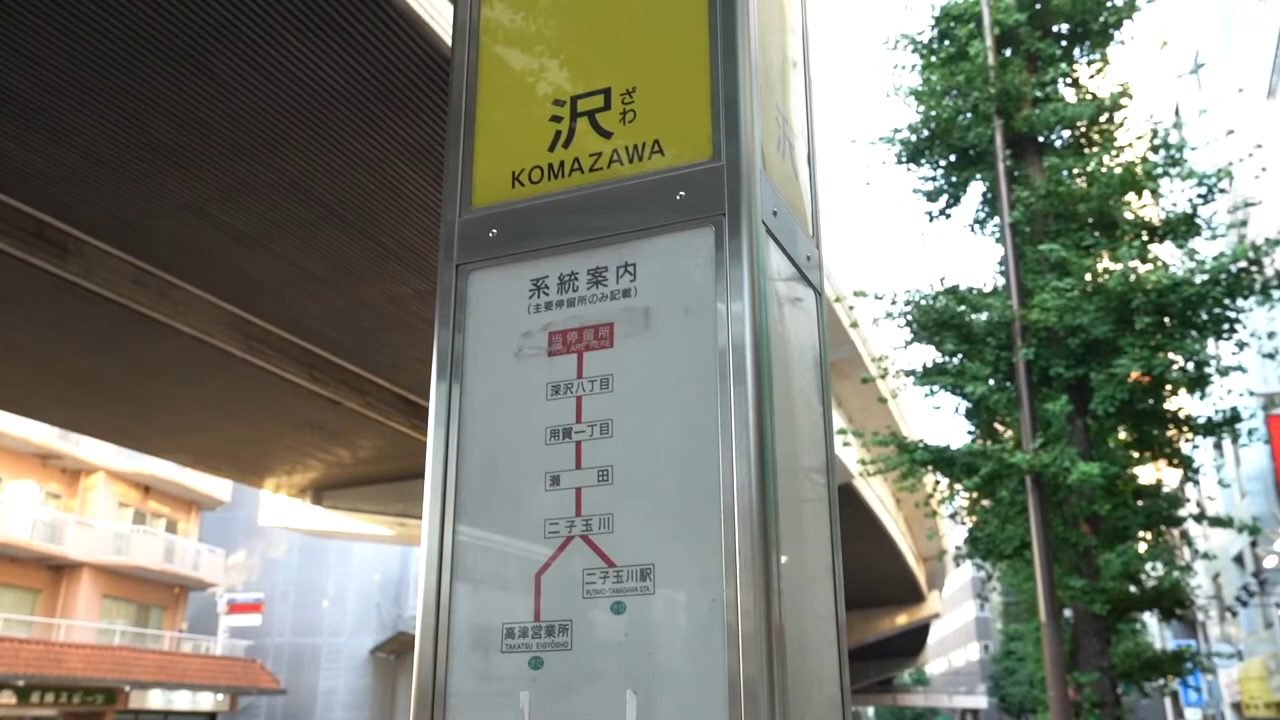 沢ざわ
KOMAZAWA
系統案内
(主要停留所のみ記載)
当停留所
YOU ARE HERE
深沢八丁目
用賀一丁目
瀬田
二子玉川
二子玉川駅
FUTAKO-TAMAGAWA STA.
高津営業所
TAKATSU EIGYOSHO
沢